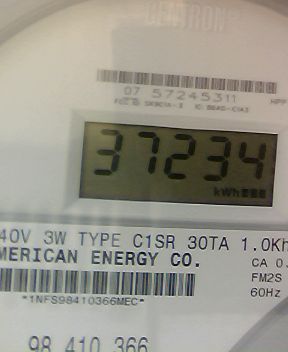 CENTRON®
07 57245311
37234
kWh
40V 3W TYPE C1SR 30TA 1.0Kh
MERICAN ENERGY CO.
CA 0.
FM2S
60Hz
*1NFS98410366MEC*
98 410 366